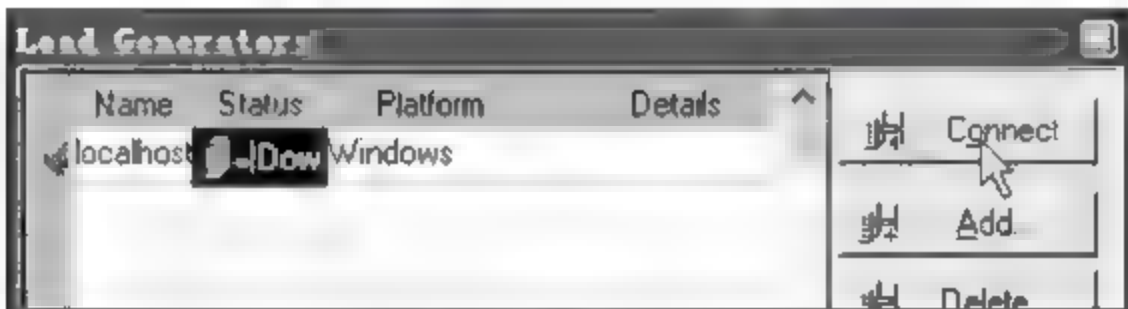 Load Generators
Name Status Platform Details
localhost Dow Windows
Connect
Add
Delete